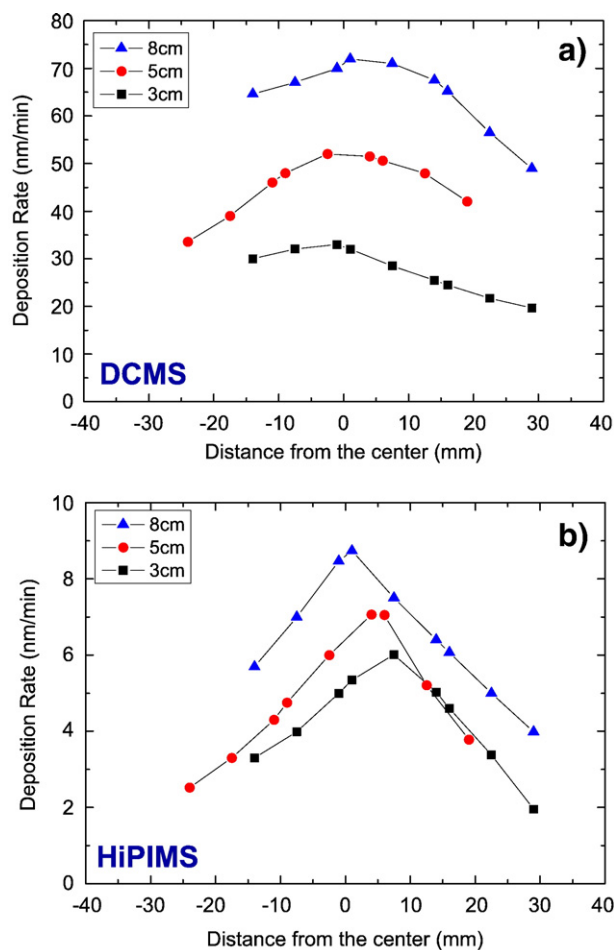 a)
80
70
60
50
40
30
20
10
0
Deposition Rate (nm/min)
8cm
5cm
3cm
DCMS
-40 -30 -20 -10 0 10 20 30 40
Distance from the center (mm)
b)
10
8
6
4
2
0
Deposition Rate (nm/min)
8cm
5cm
3cm
HiPIMS
-40 -30 -20 -10 0 10 20 30 40
Distance from the center (mm)